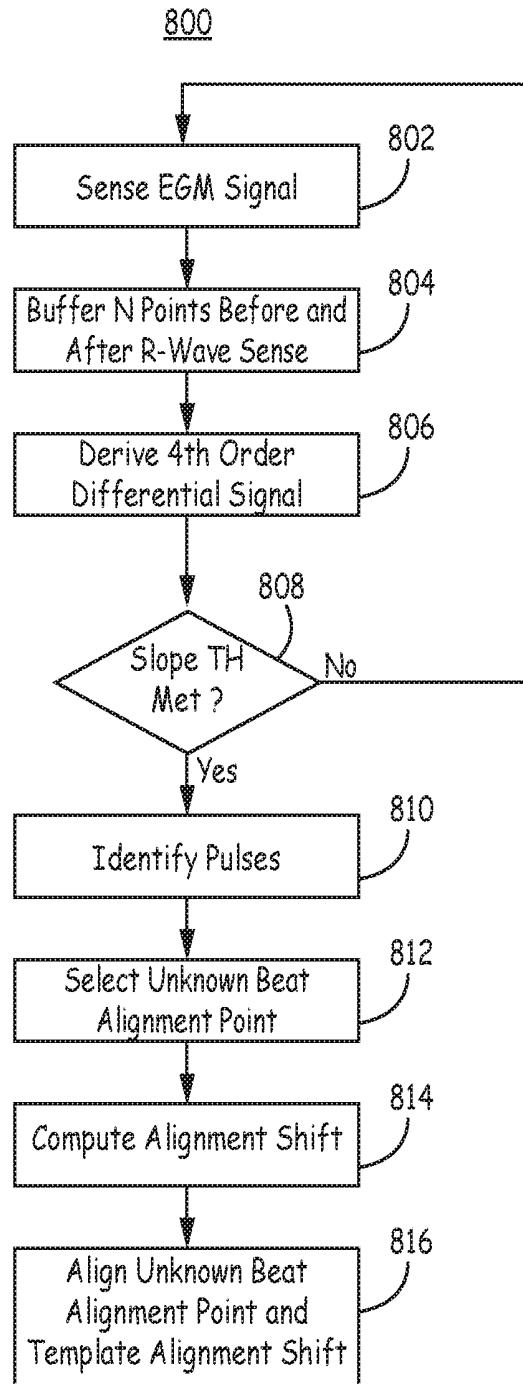 800
802
Sense EGM Signal
804
Buffer N Points Before and
After R-Wave Sense
806
Derive 4th Order
Differential Signal
808
Slope TH
Met ?
No
Yes
810
Identify Pulses
812
Select Unknown Beat
Alignment Point
814
Compute Alignment Shift
816
Align Unknown Beat
Alignment Point and
Template Alignment Shift